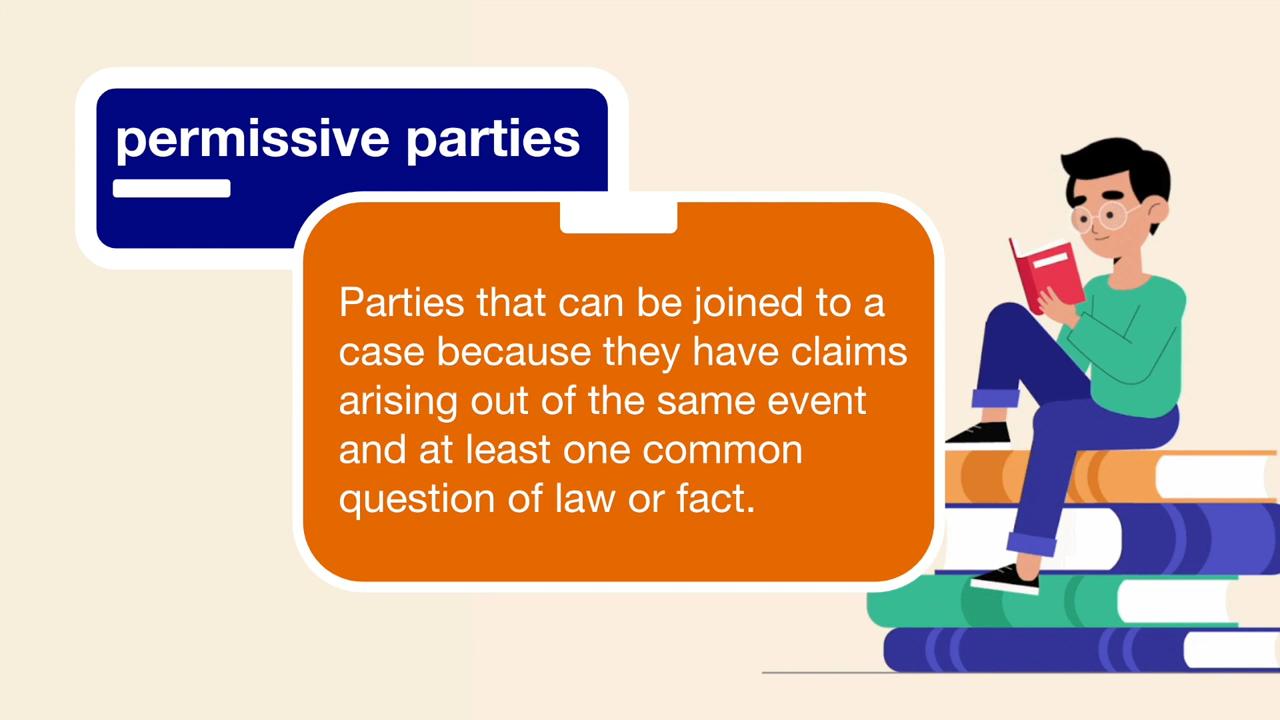 permissive parties
Parties that can be joined to a
case because they have claims
arising out of the same event
and at least one common
question of law or fact.